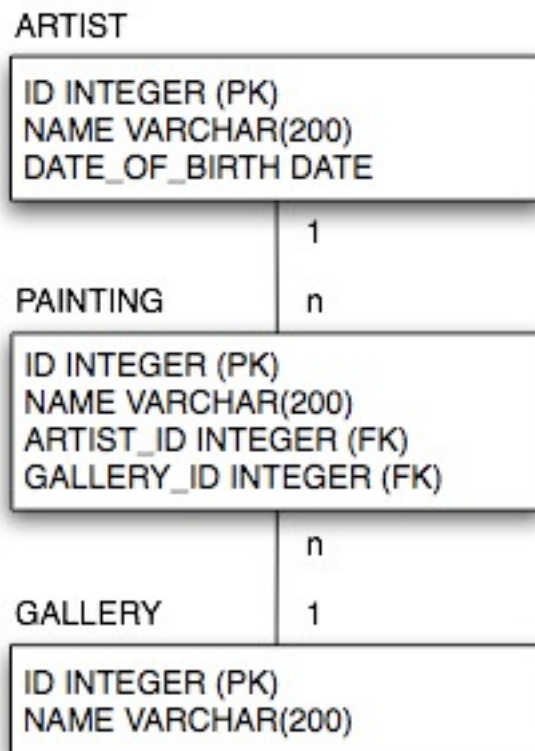 ARTIST
ID INTEGER (PK)
NAME VARCHAR(200)
DATE_OF_BIRTH DATE
1
PAINTING n
ID INTEGER (PK)
NAME VARCHAR(200)
ARTIST_ID INTEGER (FK)
GALLERY_ID INTEGER (FK)
n
GALLERY 1
ID INTEGER (PK)
NAME VARCHAR(200)